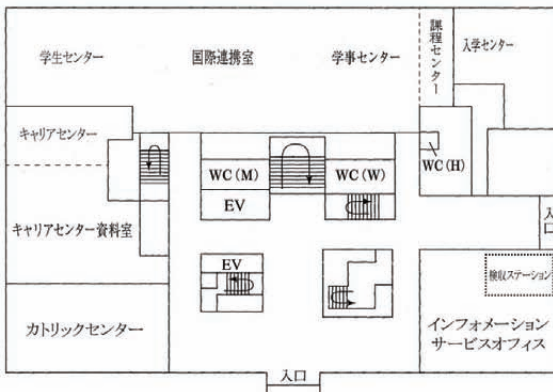 学生センター
国際連携室
学事センター
課程センター
入学センター
キャリアセンター
WC (M)
WC (W)
WC (H)
EV
キャリアセンター資料室
入口
EV
検収ステーション
カトリックセンター
インフォメーション
サービスオフィス
入口